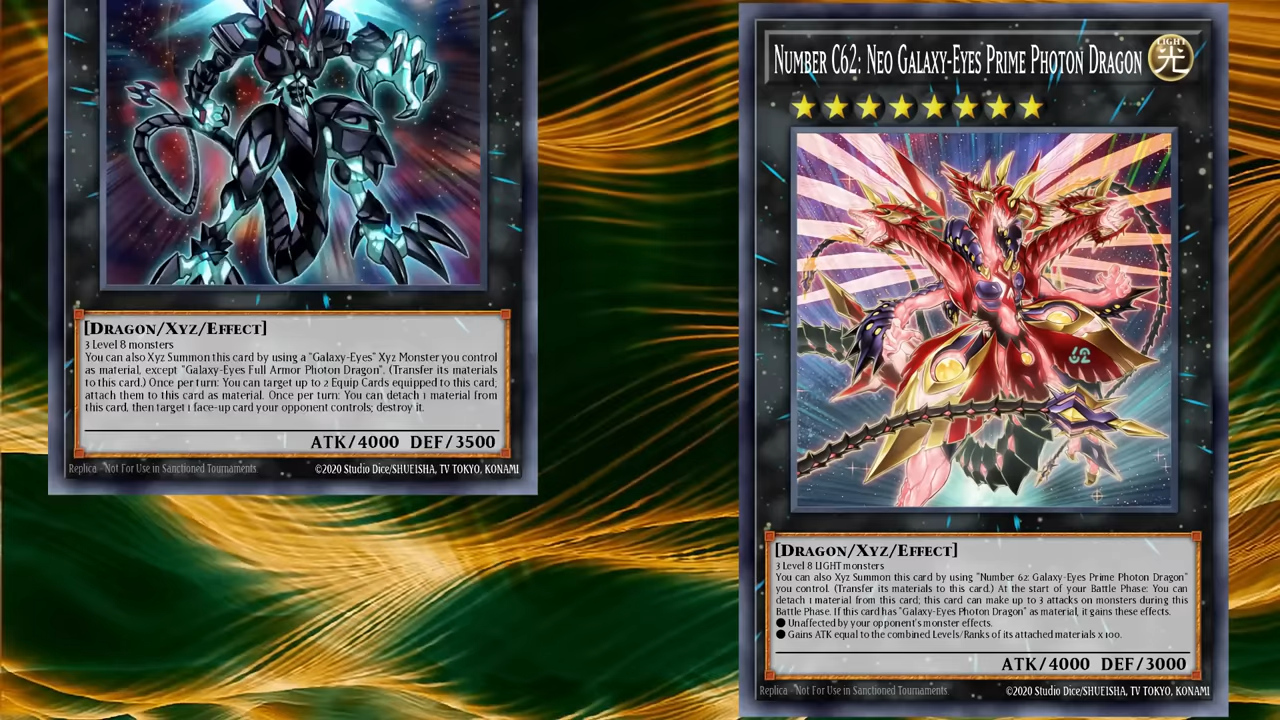 [Dragon/Xyz/Effect]
3 Level 8 monsters
You can also Xyz Summon this card by using a "Galaxy-Eyes" Xyz Monster you control
as material, except "Galaxy-Eyes Full Armor Photon Dragon". (Transfer its materials
to this card.) Once per turn: You can target up to 2 Equip Cards equipped to this card;
attach them to this card as material. Once per turn: You can detach 1 material from
this card, then target 1 face-up card your opponent controls; destroy it.
ATK/4000 DEF/3500
Replica - Not For Use in Sanctioned Tournaments
©2020 Studio Dice/SHUEISHA, TV TOKYO, KONAMI
Number C62: Neo Galaxy-Eyes Prime Photon Dragon
LIGHT
光
62
[Dragon/Xyz/Effect]
3 Level 8 LIGHT monsters
You can also Xyz Summon this card by using "Number 62: Galaxy-Eyes Prime Photon Dragon"
you control. (Transfer its materials to this card.) At the start of your Battle Phase: You can
detach 1 material from this card; this card can make up to 3 attacks on monsters during this
Battle Phase. If this card has "Galaxy-Eyes Photon Dragon" as material, it gains these effects.
● Unaffected by your opponent's monster effects.
● Gains ATK equal to the combined Levels/Ranks of its attached materials x 100.
ATK/4000 DEF/3000
Replica - Not For Use in Sanctioned Tournaments
©2020 Studio Dice/SHUEISHA, TV TOKYO, KONAMI